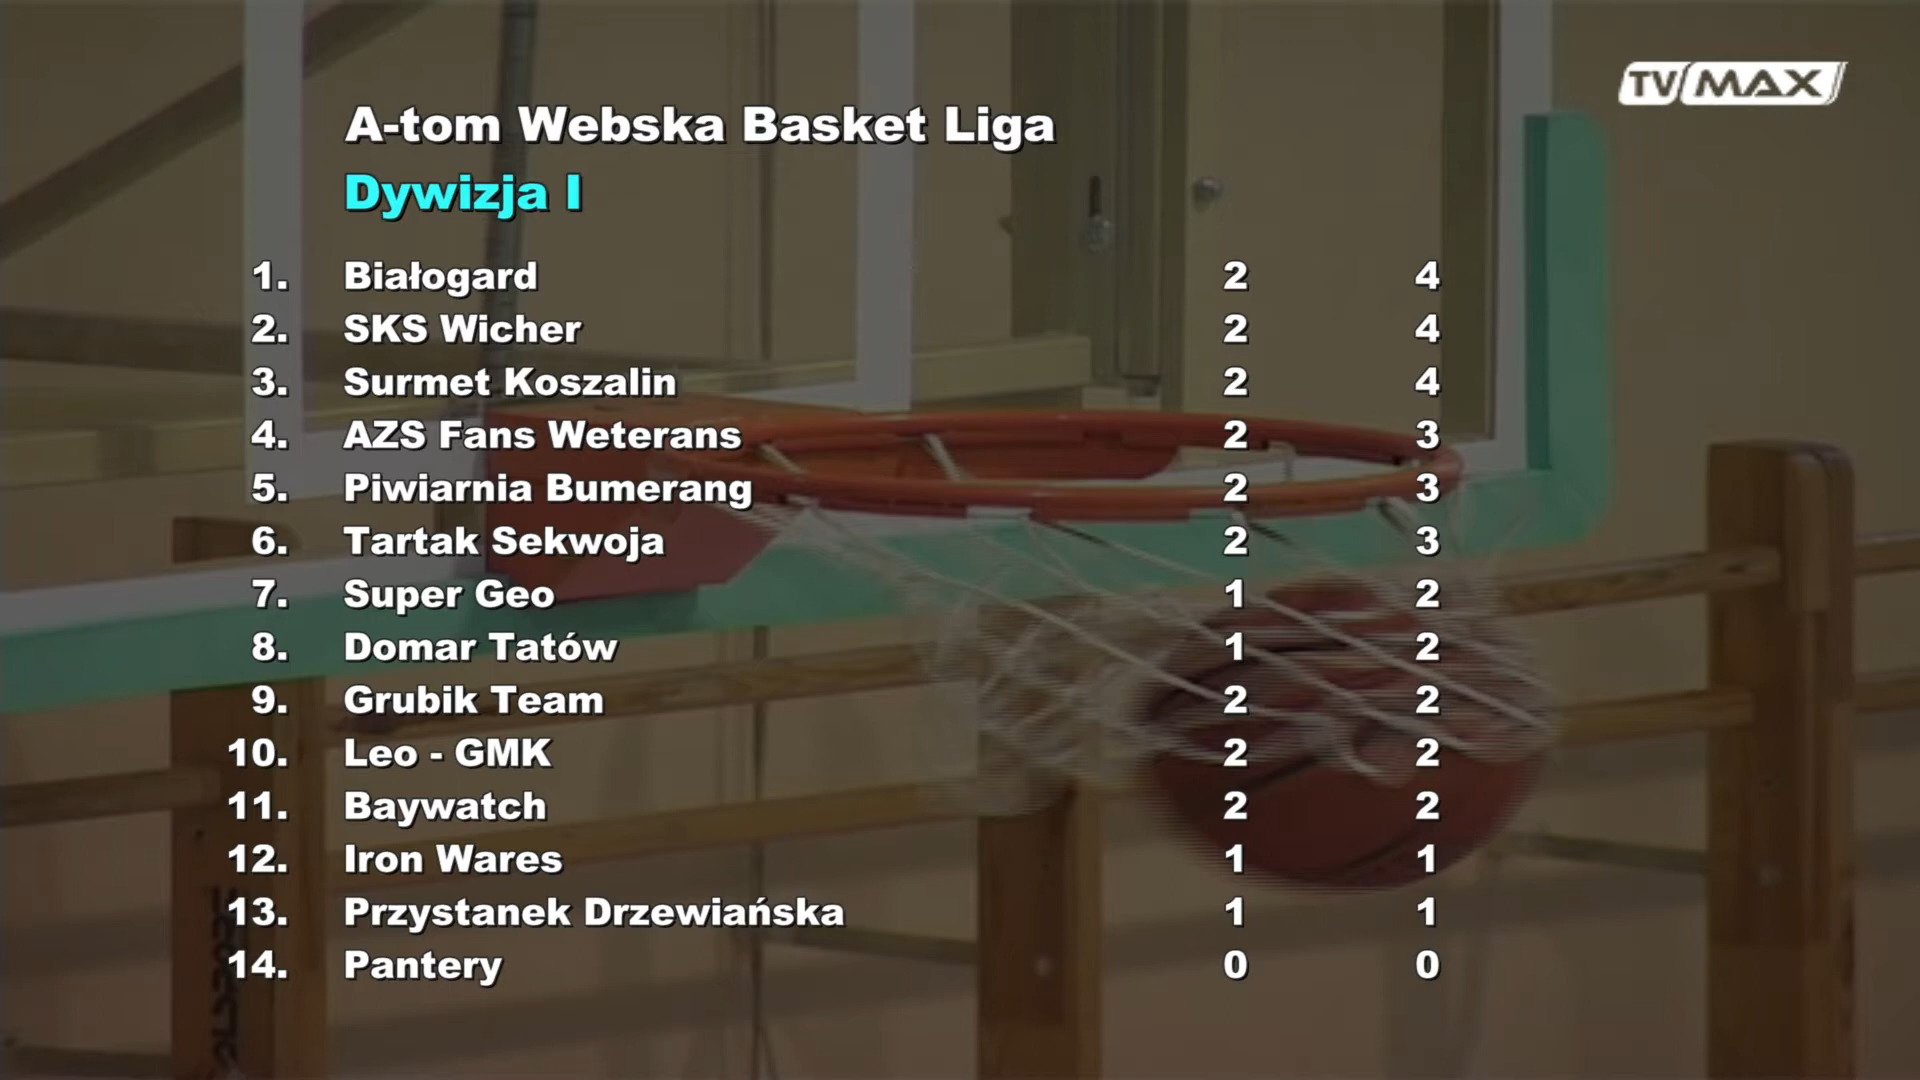 TV MAX
A-tom Webska Basket Liga
Dywizja I
1. Białogard 2 4
2. SKS Wicher 2 4
3. Surmet Koszalin 2 4
4. AZS Fans Weterans 2 3
5. Piwiarnia Bumerang 2 3
6. Tartak Sekwoja 2 3
7. Super Geo 1 2
8. Domar Tatów 1 2
9. Grubik Team 2 2
10. Leo - GMK 2 2
11. Baywatch 2 2
12. Iron Wares 1 1
13. Przystanek Drzewiańska 1 1
14. Pantery 0 0